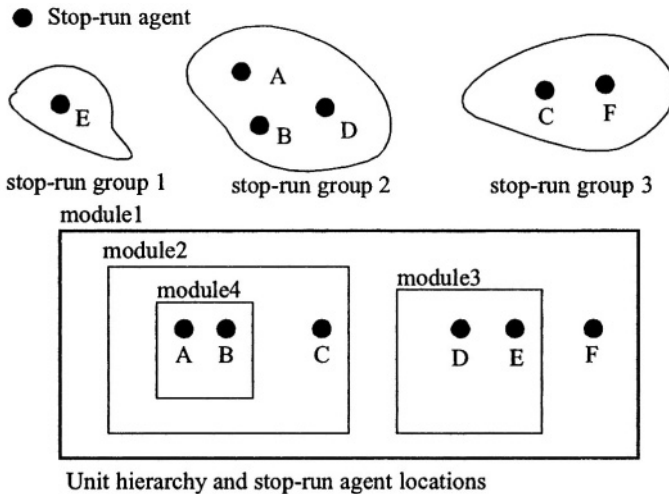 Stop-run agent
E
A
B
D
C
F
stop-run group 1
stop-run group 2
stop-run group 3
module1
module2
module4
module3
A
B
C
D
E
F
Unit hierarchy and stop-run agent locations